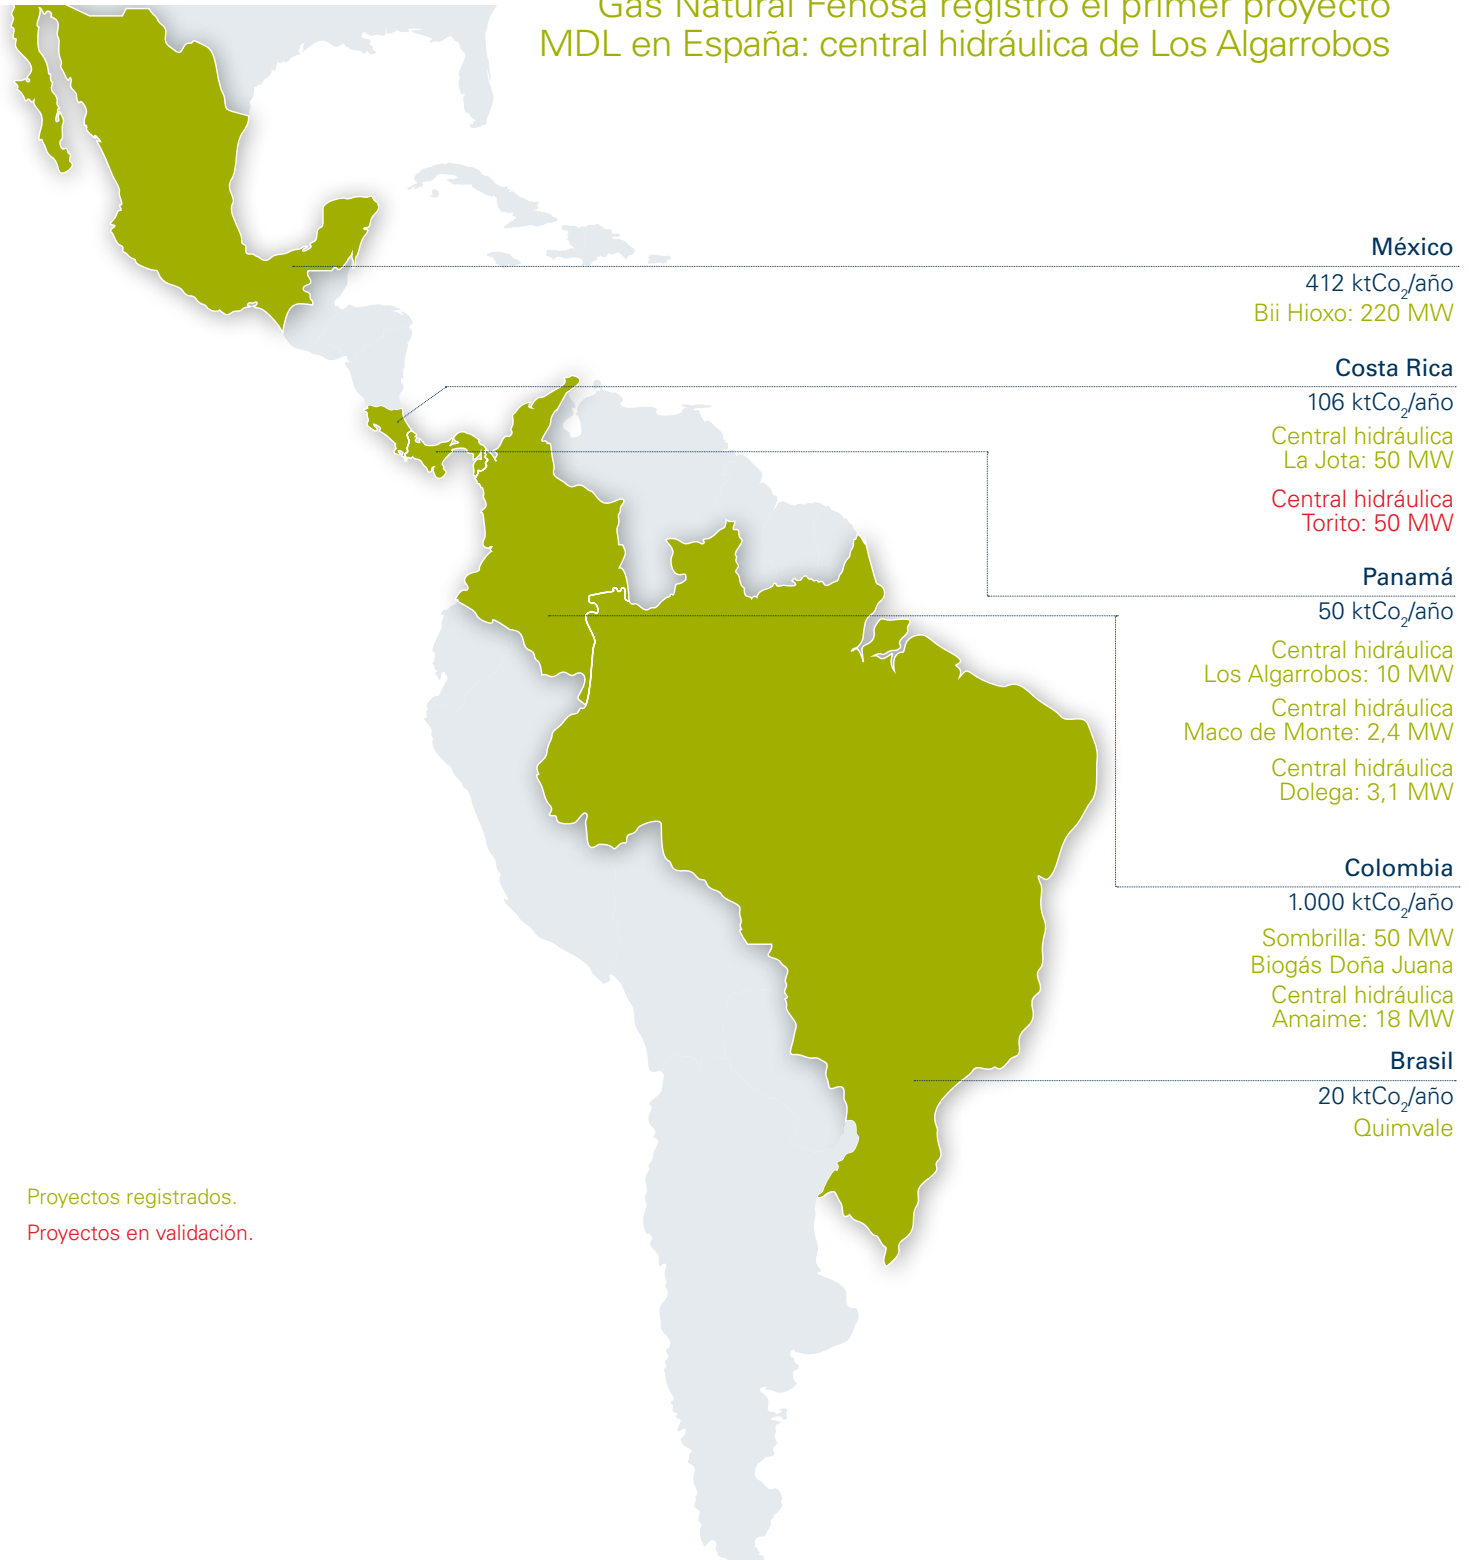 Gas Natural Fenosa registró el primer proyecto
MDL en España: central hidráulica de Los Algarrobos
México
412 ktCo₂/año
Bii Hioxo: 220 MW
Costa Rica
106 ktCo₂/año
Central hidráulica
La Jota: 50 MW
Central hidráulica
Torito: 50 MW
Panamá
50 ktCo₂/año
Central hidráulica
Los Algarrobos: 10 MW
Central hidráulica
Maco de Monte: 2,4 MW
Central hidráulica
Dolega: 3,1 MW
Colombia
1.000 ktCo₂/año
Sombrilla: 50 MW
Biogás Doña Juana
Central hidráulica
Amaime: 18 MW
Brasil
20 ktCo₂/año
Quimvale
Proyectos registrados.
Proyectos en validación.